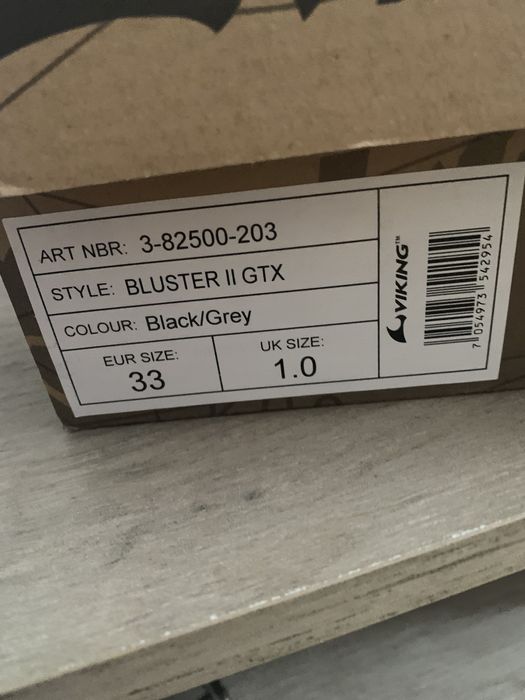 ART NBR: 3-82500-203
STYLE: BLUSTER II GTX
COLOUR: Black/Grey
EUR SIZE:
33
UK SIZE:
1.0
VIKING™
7 054973 542954